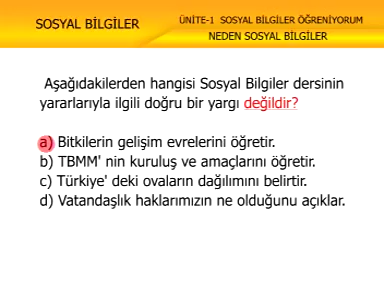 SOSYAL BİLGİLER
ÜNİTE-1 SOSYAL BİLGİLER ÖĞRENİYORUM
NEDEN SOSYAL BİLGİLER
Aşağıdakilerden hangisi Sosyal Bilgiler dersinin
yararlarıyla ilgili doğru bir yargı değildir?
a) Bitkilerin gelişim evrelerini öğretir.
b) TBMM' nin kuruluş ve amaçlarını öğretir.
c) Türkiye' deki ovaların dağılımını belirtir.
d) Vatandaşlık haklarımızın ne olduğunu açıklar.